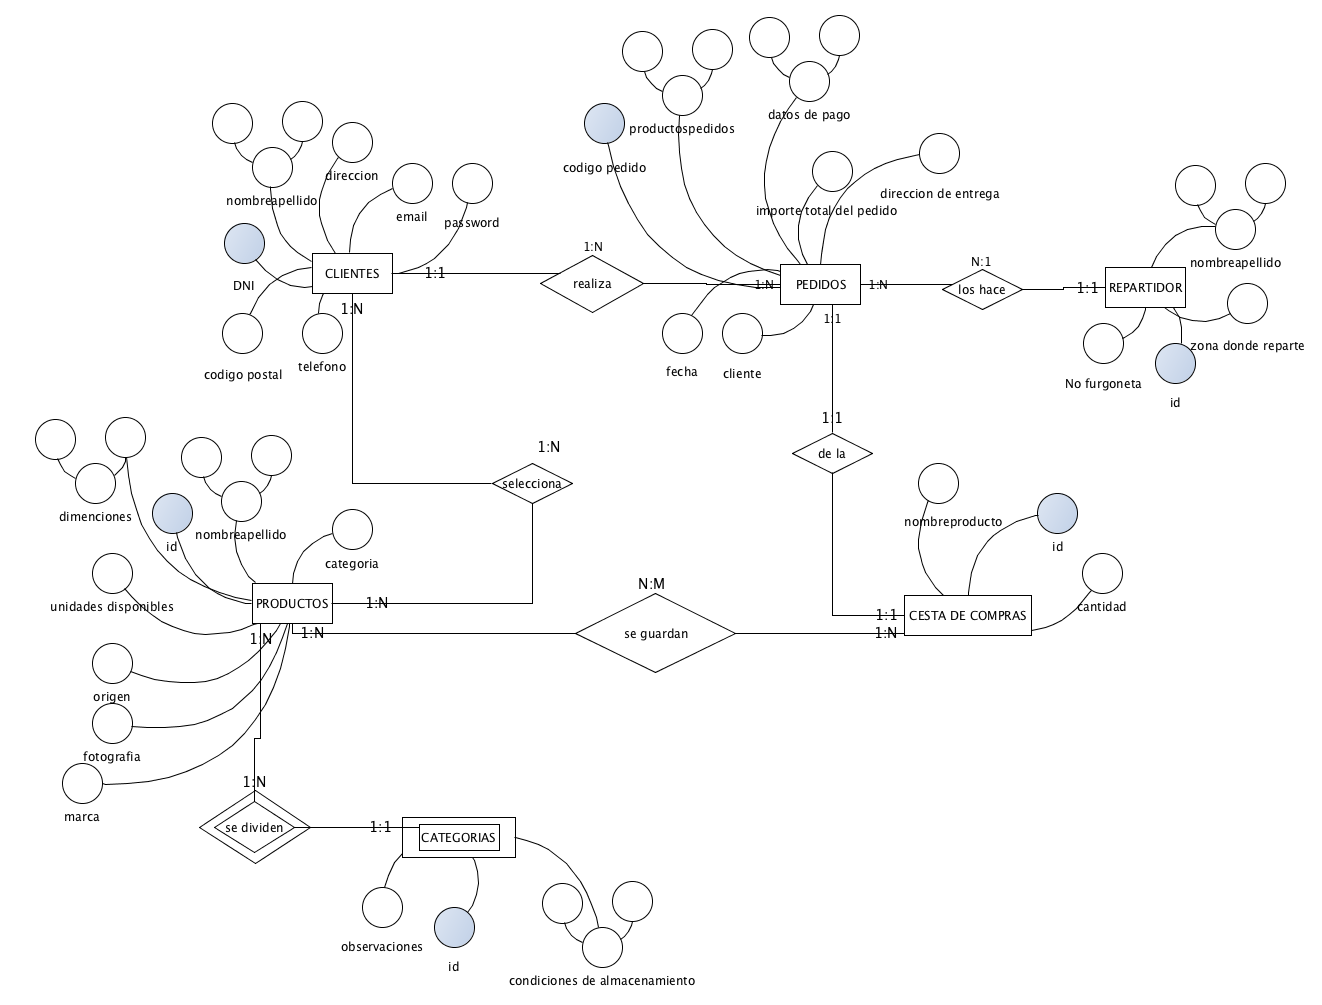 productospedidos
datos de pago
codigo pedido
direccion
nombreapellido
email
password
importe total del pedido
direccion de entrega
1:N
realiza
CLIENTES
1:1
DNI
1:N
codigo postal
telefono
1:N
PEDIDOS
1:N
1:1
fecha
cliente
N:1
los hace
1:1
REPARTIDOR
nombreapellido
zona donde reparte
No furgoneta
id
1:1
de la
1:N
selecciona
dimenciones
id
nombreapellido
categoria
unidades disponibles
PRODUCTOS
1:N
1:N
1:N
origen
fotografia
marca
N:M
se guardan
nombreproducto
id
cantidad
1:1
CESTA DE COMPRAS
1:N
1:N
se dividen
1:1
CATEGORIAS
observaciones
id
condiciones de almacenamiento